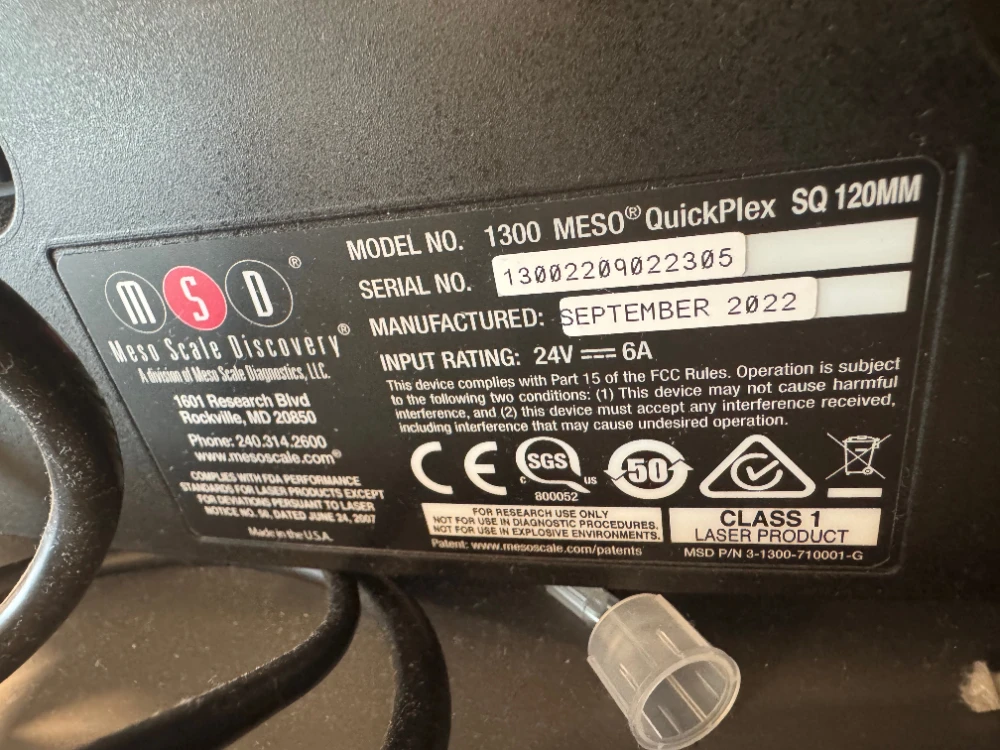 MSD®
Meso Scale Discovery®
A division of Meso Scale Diagnostics, LLC.
1601 Research Blvd
Rockville, MD 20850
Phone: 240.314.2600
www.mesoscale.com®
COMPLIES WITH FDA PERFORMANCE
STANDARDS FOR LASER PRODUCTS EXCEPT
FOR DEVIATIONS PERSUANT TO LASER
NOTICE NO. 50, DATED JUNE 24, 2007
Made in the U.S.A.
MODEL NO. 1300 MESO® QuickPlex SQ 120MM
SERIAL NO. 13002209022305
MANUFACTURED: SEPTEMBER 2022
INPUT RATING: 24V ⎓ 6A
This device complies with Part 15 of the FCC Rules. Operation is subject
to the following two conditions: (1) This device may not cause harmful
interference, and (2) this device must accept any interference received,
including interference that may cause undesired operation.
CE
SGS
c us
800052
50
FOR RESEARCH USE ONLY
NOT FOR USE IN DIAGNOSTIC PROCEDURES.
NOT FOR USE IN EXPLOSIVE ENVIRONMENTS.
Patent: www.mesoscale.com/patents
CLASS 1
LASER PRODUCT
MSD P/N 3-1300-710001-G